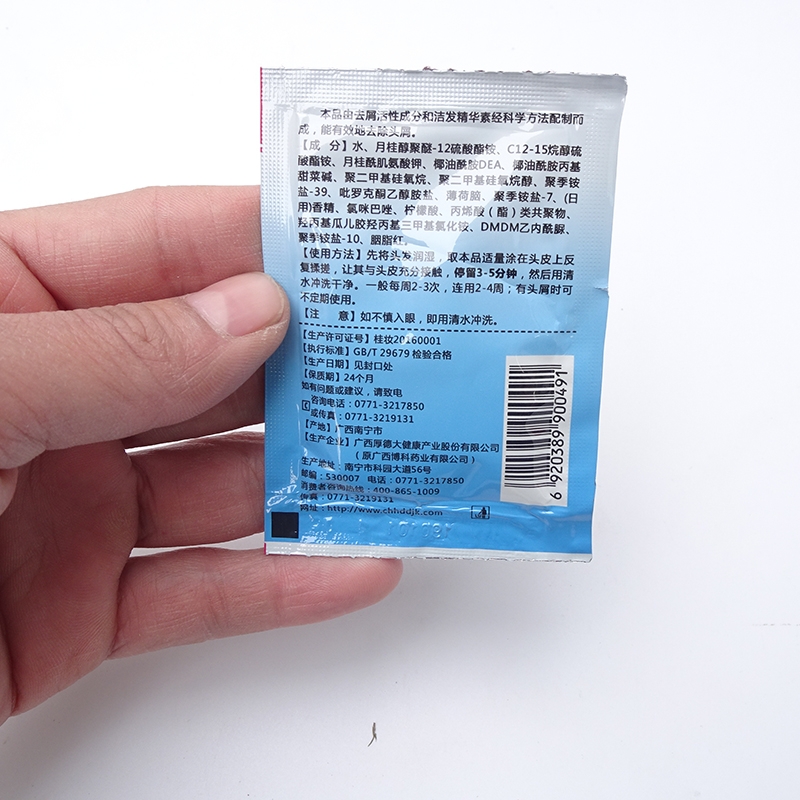 本品由去屑活性成分和洁发精华素经科学方法配制而
成，能有效地去除头屑。
【成 分】水、月桂醇聚醚-12硫酸酯铵、C12-15烷醇硫
酸酯铵、月桂酰肌氨酸钾、椰油酰胺DEA、椰油酰胺丙基
甜菜碱、聚二甲基硅氧烷、聚二甲基硅氧烷醇、聚季铵
盐-39、吡罗克酮乙醇胺盐、薄荷脑、聚季铵盐-7、(日
用)香精、氯咪巴唑、柠檬酸、丙烯酸（酯）类共聚物、
羟丙基瓜儿胶羟丙基三甲基氯化铵、DMDM乙内酰脲、
聚季铵盐-10、胭脂红。
【使用方法】先将头发润湿，取本品适量涂在头皮上反
复揉搓，让其与头皮充分接触，停留3-5分钟，然后用清
水冲洗干净。一般每周2-3次，连用2-4周；有头屑时可
不定期使用。
【注 意】如不慎入眼，即用清水冲洗。
【生产许可证号】桂妆20160001
【执行标准】GB/T 29679 检验合格
【生产日期】见封口处
【保质期】24个月
如有问题或建议，请致电
咨询电话：0771-3217850
或传真：0771-3219131
【产地】广西南宁市
【生产企业】广西厚德大健康产业股份有限公司
（原广西博科药业有限公司）
生产地址：南宁市科园大道56号
邮编：530007 电话：0771-3217850
消费者咨询热线：400-865-1009
传真：0771-3219131
网址：http://www.chhddjk.com
6 920389 900491